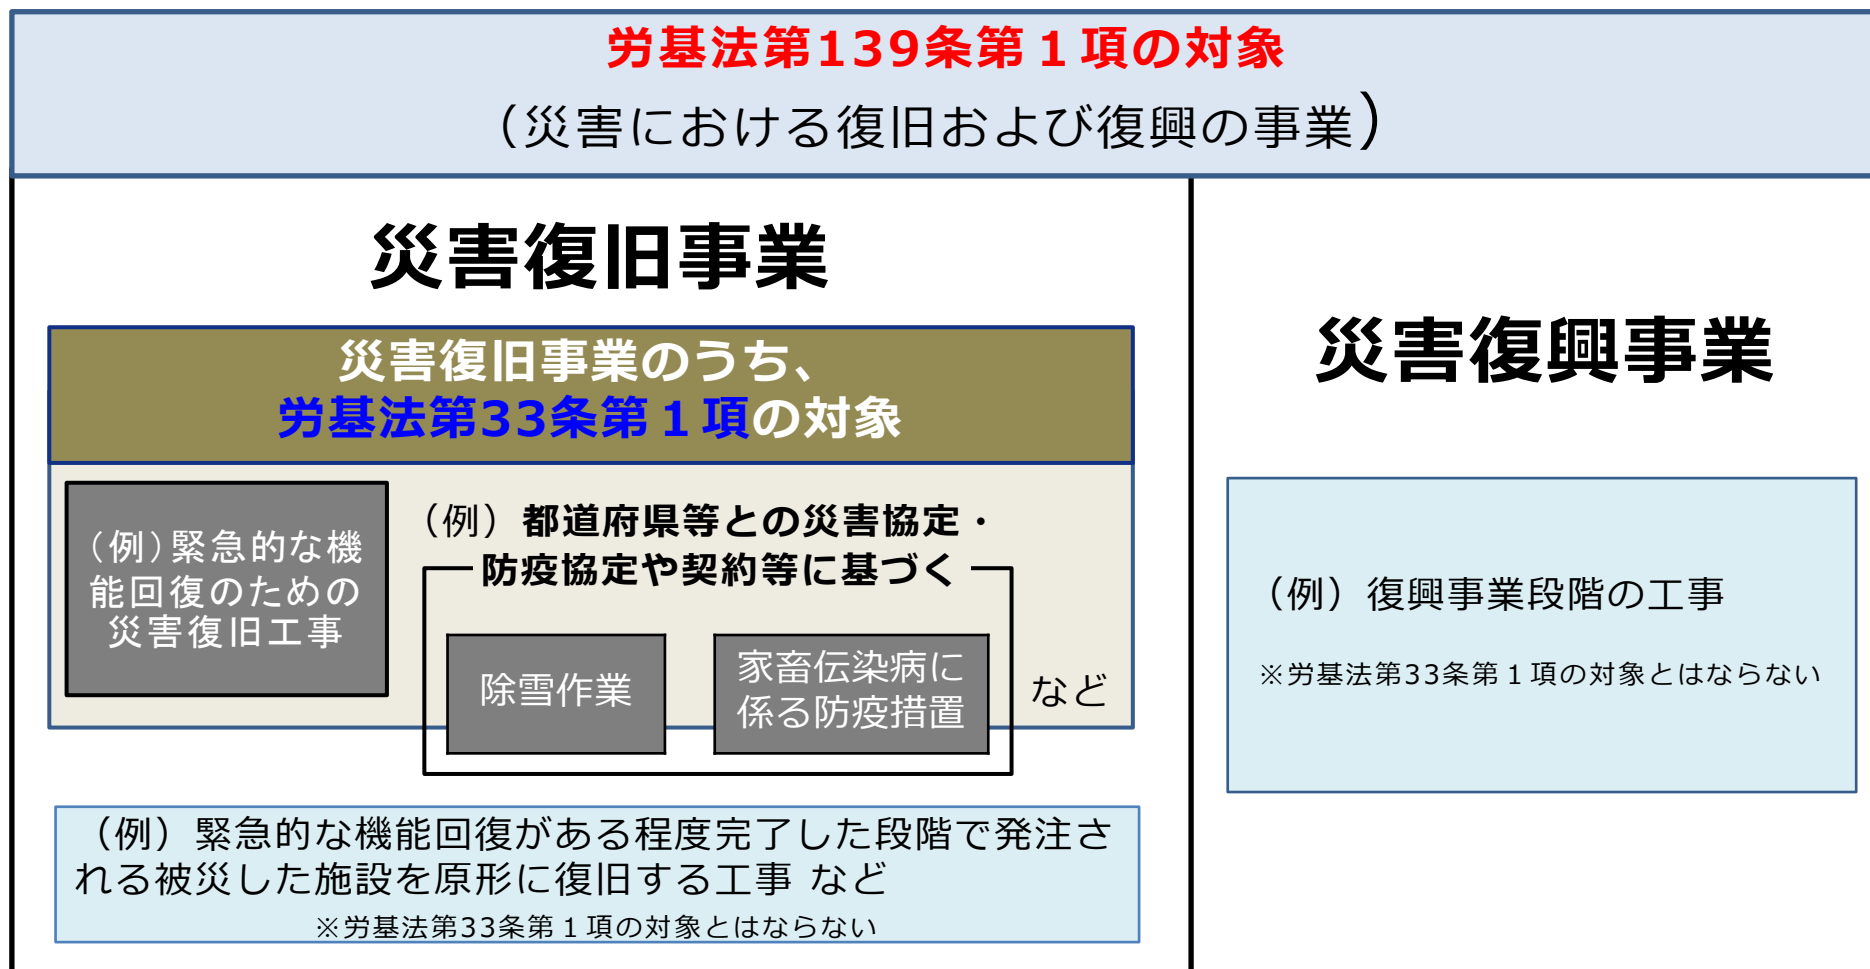 労基法第139条第１項の対象
（災害における復旧および復興の事業）
災害復旧事業
災害復旧事業のうち、
労基法第33条第１項の対象
（例）緊急的な機
能回復のための
災害復旧工事
（例）都道府県等との災害協定・
防疫協定や契約等に基づく
除雪作業
家畜伝染病に
係る防疫措置
など
（例）緊急的な機能回復がある程度完了した段階で発注さ
れる被災した施設を原形に復旧する工事 など
※労基法第33条第１項の対象とはならない
災害復興事業
（例）復興事業段階の工事
※労基法第33条第１項の対象とはならない